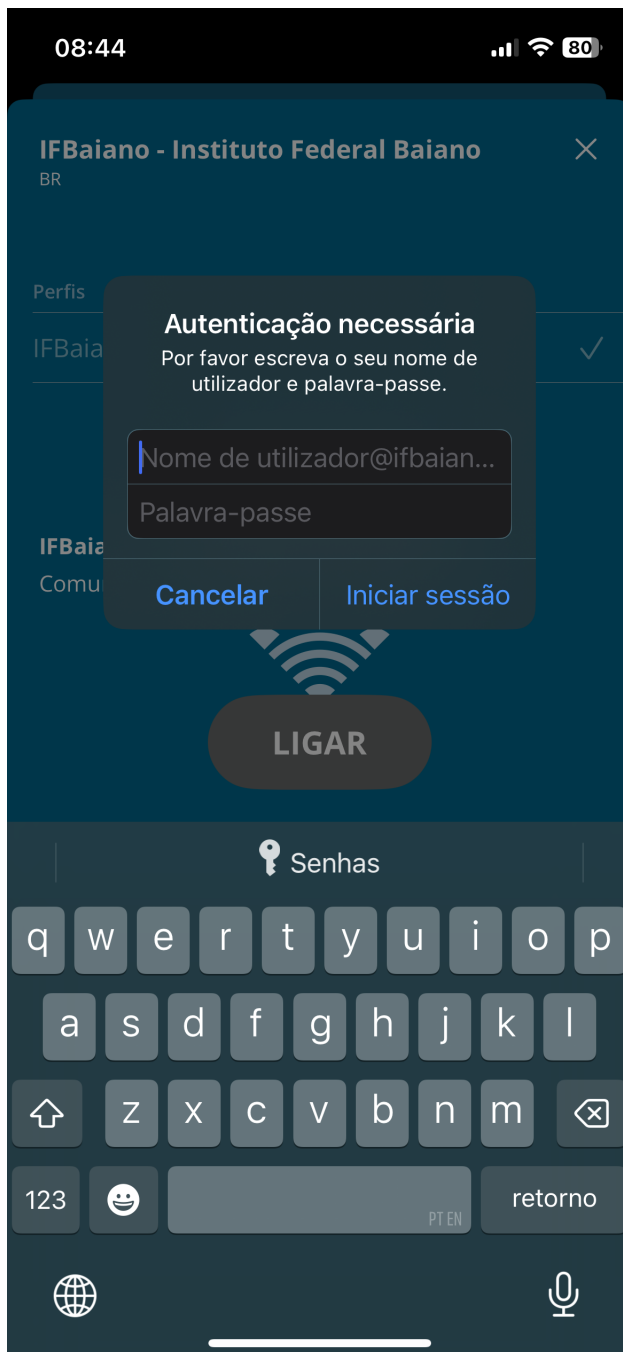 08:44
80
IFBaiano - Instituto Federal Baiano
BR
Perfis
IFBaia
Autenticação necessária
Por favor escreva o seu nome de
utilizador e palavra-passe.
Nome de utilizador@ifbaian...
Palavra-passe
IFBaia
Comu
Cancelar
Iniciar sessão
LIGAR
Senhas
q w e r t y u i o p
a s d f g h j k l
z x c v b n m
123
PT EN
retorno